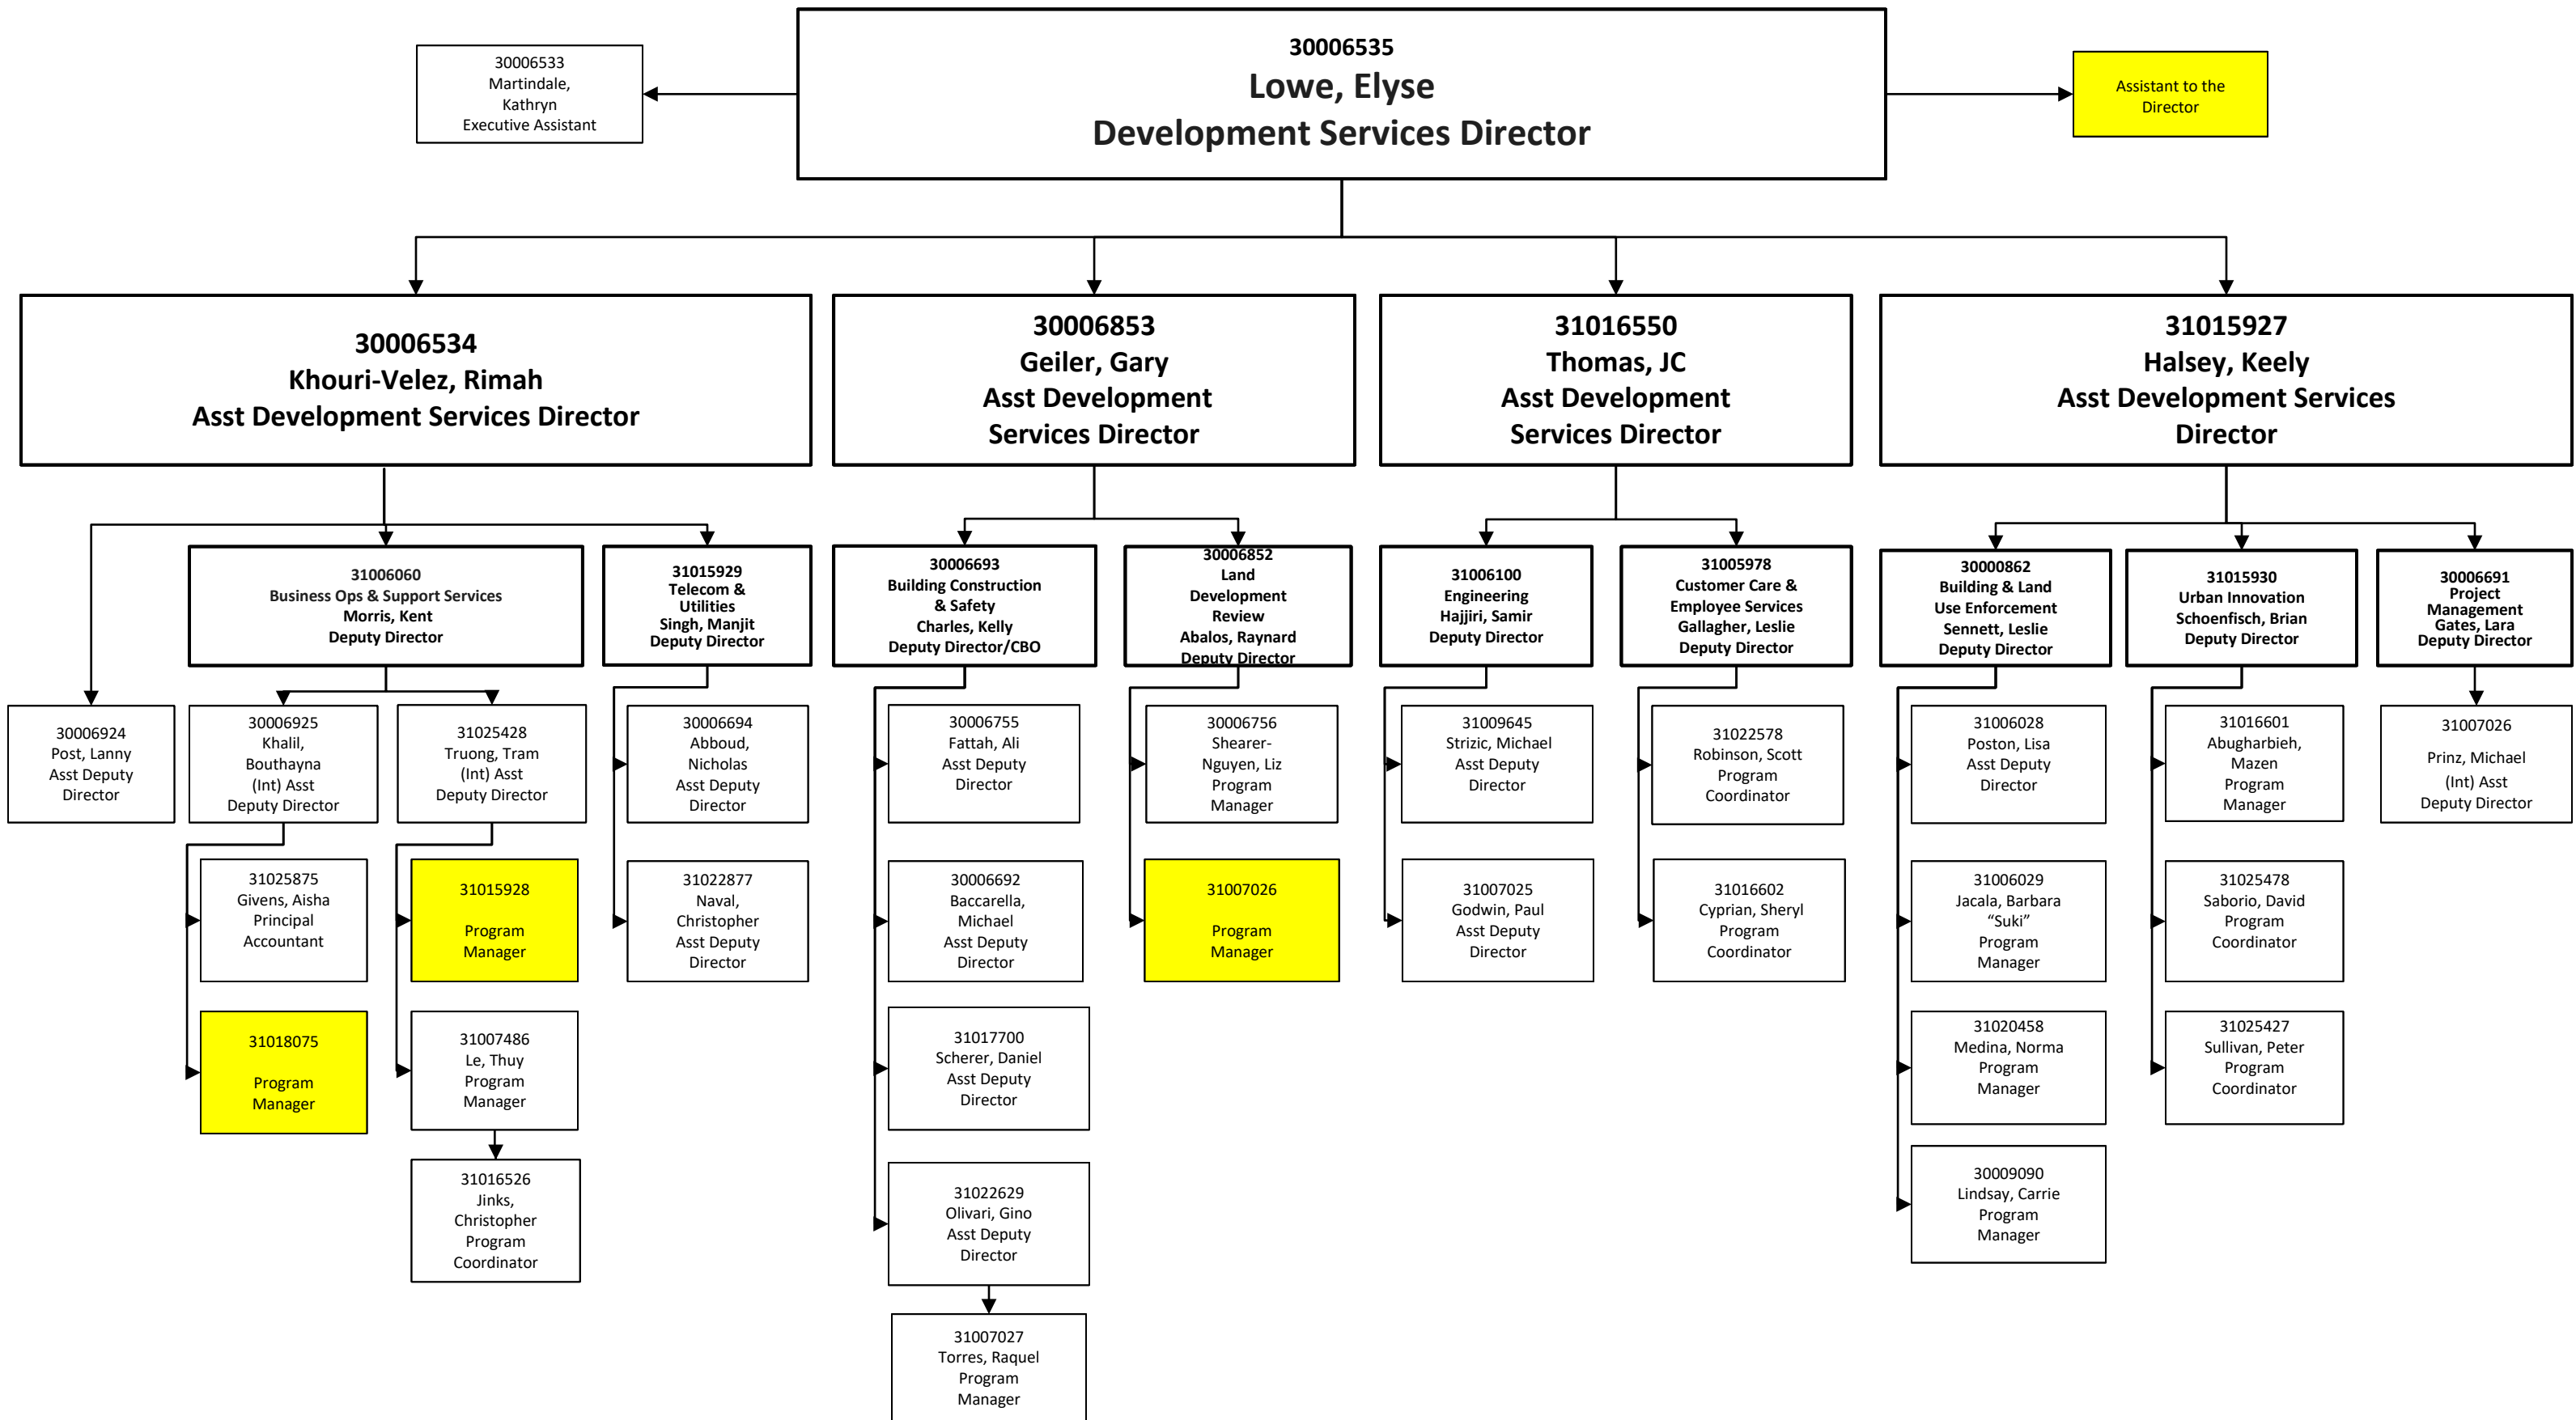 30006535
Lowe, Elyse
Development Services Director
30006533
Martindale,
Kathryn
Executive Assistant
Assistant to the
Director
30006534
Khouri-Velez, Rimah
Asst Development Services Director
30006853
Geiler, Gary
Asst Development
Services Director
31016550
Thomas, JC
Asst Development
Services Director
31015927
Halsey, Keely
Asst Development Services
Director
31006060
Business Ops & Support Services
Morris, Kent
Deputy Director
31015929
Telecom &
Utilities
Singh, Manjit
Deputy Director
30006693
Building Construction
& Safety
Charles, Kelly
Deputy Director/CBO
30006852
Land
Development
Review
Abalos, Raynard
Deputy Director
31006100
Engineering
Hajjiri, Samir
Deputy Director
31005978
Customer Care &
Employee Services
Gallagher, Leslie
Deputy Director
30000862
Building & Land
Use Enforcement
Sennett, Leslie
Deputy Director
31015930
Urban Innovation
Schoenfisch, Brian
Deputy Director
30006691
Project
Management
Gates, Lara
Deputy Director
30006924
Post, Lanny
Asst Deputy
Director
30006925
Khalil,
Bouthayna
(Int) Asst
Deputy Director
31025428
Truong, Tram
(Int) Asst
Deputy Director
30006694
Abboud,
Nicholas
Asst Deputy
Director
30006755
Fattah, Ali
Asst Deputy
Director
30006756
Shearer-
Nguyen, Liz
Program
Manager
31009645
Strizic, Michael
Asst Deputy
Director
31022578
Robinson, Scott
Program
Coordinator
31006028
Poston, Lisa
Asst Deputy
Director
31016601
Abugharbieh,
Mazen
Program
Manager
31007026
Prinz, Michael
(Int) Asst
Deputy Director
31025875
Givens, Aisha
Principal
Accountant
31015928
Program
Manager
31022877
Naval,
Christopher
Asst Deputy
Director
30006692
Baccarella,
Michael
Asst Deputy
Director
31007026
Program
Manager
31007025
Godwin, Paul
Asst Deputy
Director
31016602
Cyprian, Sheryl
Program
Coordinator
31006029
Jacala, Barbara
“Suki”
Program
Manager
31025478
Saborio, David
Program
Coordinator
31018075
Program
Manager
31007486
Le, Thuy
Program
Manager
31017700
Scherer, Daniel
Asst Deputy
Director
31020458
Medina, Norma
Program
Manager
31025427
Sullivan, Peter
Program
Coordinator
31016526
Jinks,
Christopher
Program
Coordinator
31022629
Olivari, Gino
Asst Deputy
Director
30009090
Lindsay, Carrie
Program
Manager
31007027
Torres, Raquel
Program
Manager